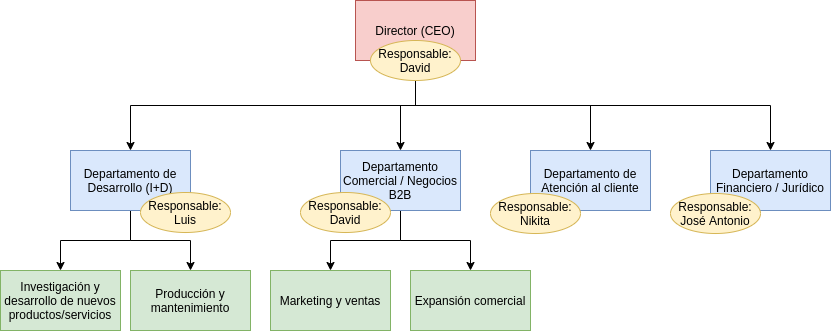 Director (CEO)
Responsable:
David
Departamento de
Desarrollo (I+D)
Responsable:
Luis
Departamento
Comercial / Negocios
B2B
Responsable:
David
Departamento de
Atención al cliente
Responsable:
Nikita
Departamento
Financiero / Jurídico
Responsable:
José Antonio
Investigación y
desarrollo de nuevos
productos/servicios
Producción y
mantenimiento
Marketing y ventas
Expansión comercial